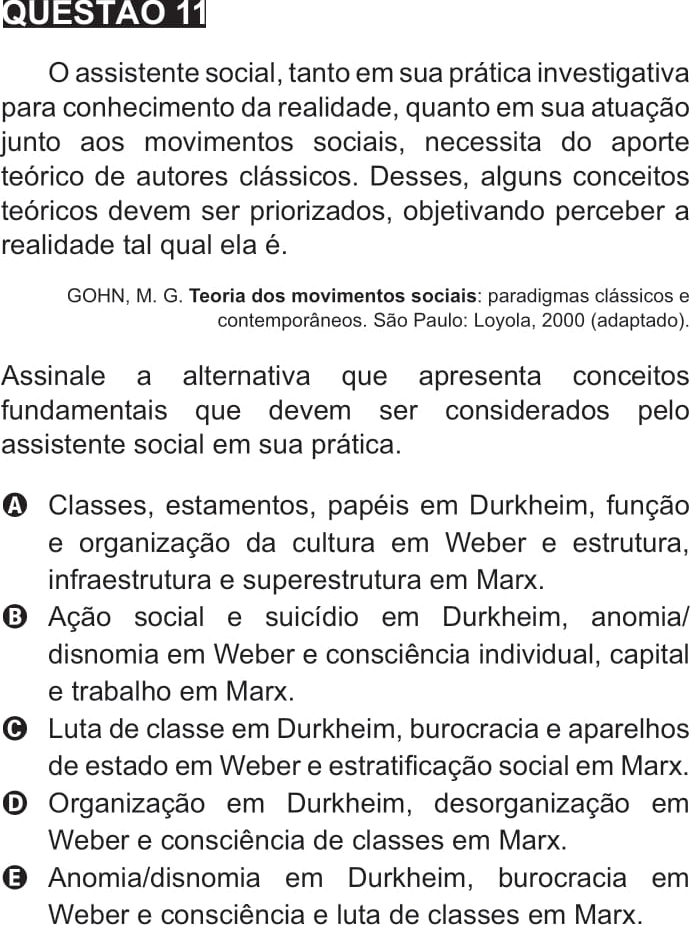 QUESTÃO 11
O assistente social, tanto em sua prática investigativa
para conhecimento da realidade, quanto em sua atuação
junto aos movimentos sociais, necessita do aporte
teórico de autores clássicos. Desses, alguns conceitos
teóricos devem ser priorizados, objetivando perceber a
realidade tal qual ela é.
GOHN, M. G. Teoria dos movimentos sociais: paradigmas clássicos e
contemporâneos. São Paulo: Loyola, 2000 (adaptado).
Assinale a alternativa que apresenta conceitos
fundamentais que devem ser considerados pelo
assistente social em sua prática.
A Classes, estamentos, papéis em Durkheim, função
e organização da cultura em Weber e estrutura,
infraestrutura e superestrutura em Marx.
B Ação social e suicídio em Durkheim, anomia/
disnomia em Weber e consciência individual, capital
e trabalho em Marx.
C Luta de classe em Durkheim, burocracia e aparelhos
de estado em Weber e estratificação social em Marx.
D Organização em Durkheim, desorganização em
Weber e consciência de classes em Marx.
E Anomia/disnomia em Durkheim, burocracia em
Weber e consciência e luta de classes em Marx.